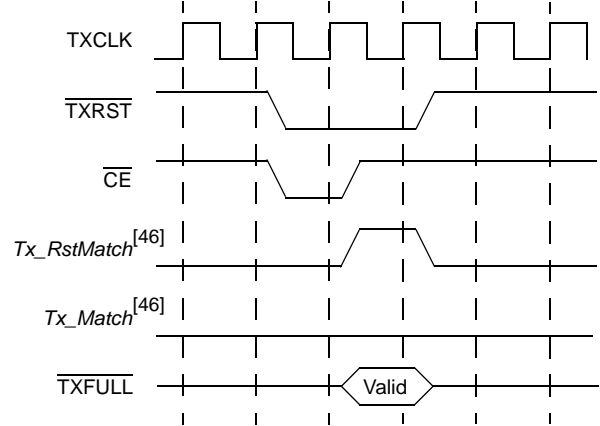 TXCLK
TXRST
CE
Tx_RstMatch[46]
Tx_Match[46]
TXFULL
Valid